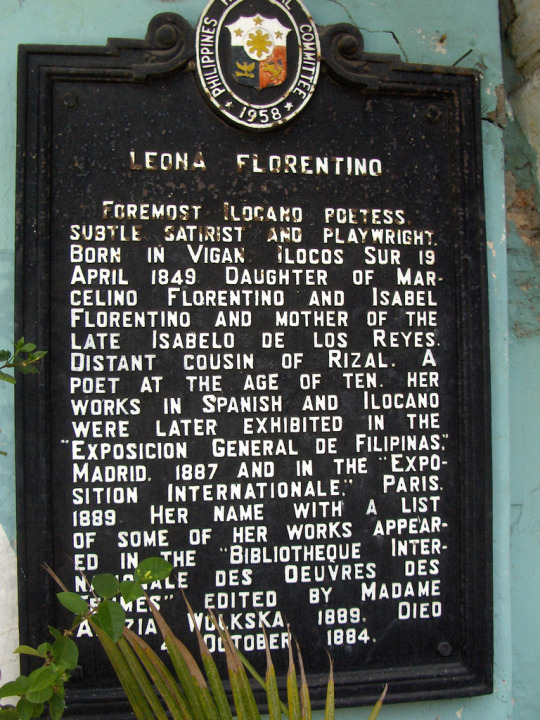 PHILIPPINES HISTORICAL COMMITTEE
1958
LEONA FLORENTINO
FOREMOST ILOCANO POETESS.
SUBTLE SATIRIST AND PLAYWRIGHT.
BORN IN VIGAN ILOCOS SUR 19
APRIL 1849. DAUGHTER OF MAR-
CELINO FLORENTINO AND ISABEL
FLORENTINO AND MOTHER OF THE
LATE ISABELO DE LOS REYES.
DISTANT COUSIN OF RIZAL. A
POET AT THE AGE OF TEN. HER
WORKS IN SPANISH AND ILOCANO
WERE LATER EXHIBITED IN THE
"EXPOSICION GENERAL DE FILIPINAS,"
MADRID. 1887 AND IN THE "EXPO-
SITION INTERNATIONALE," PARIS.
1889. HER NAME WITH A LIST
OF SOME OF HER WORKS APPEAR-
ED IN THE "BIBLIOTHEQUE INTER-
NATIONALE DES OEUVRES DES
FEMMES" EDITED BY MADAME
WOLKSKA. 1889. DIED
4 OCTOBER 1884.